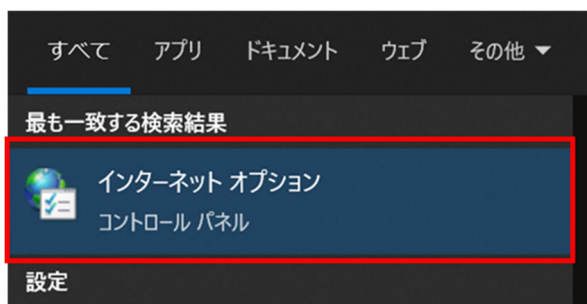 すべて アプリ ドキュメント ウェブ その他
最も一致する検索結果
インターネット オプション
コントロール パネル
設定